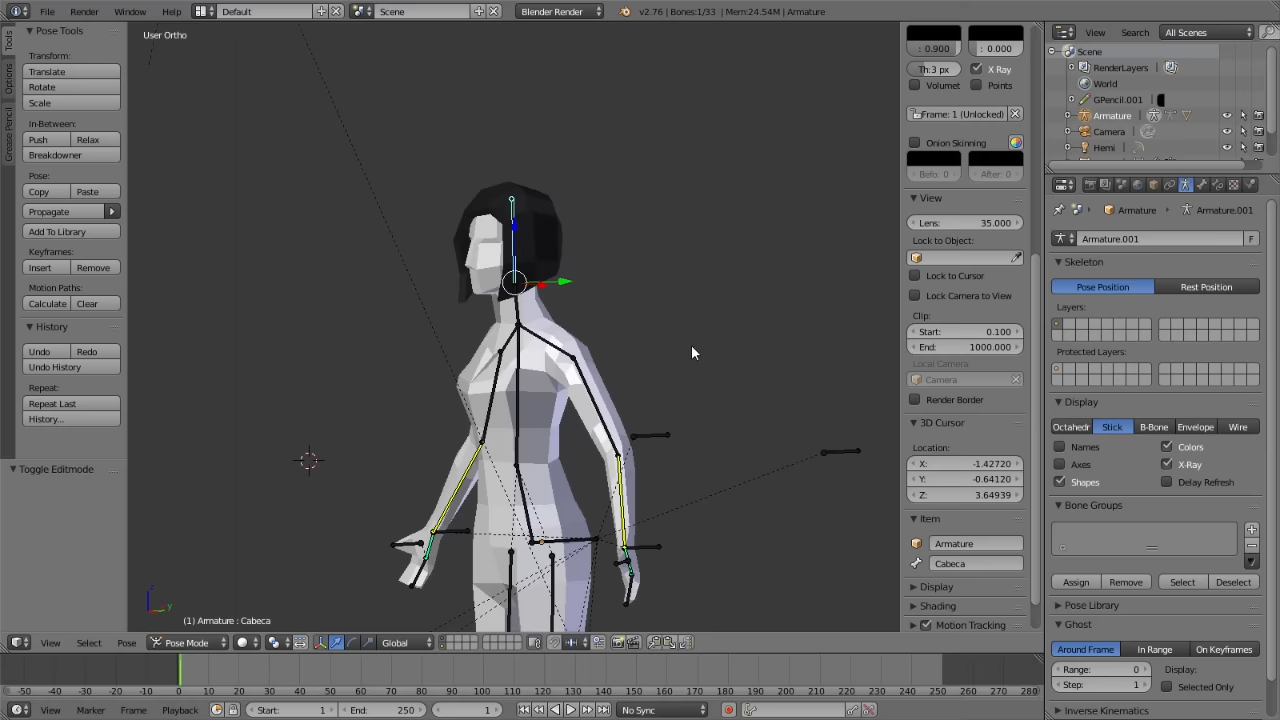 File Render Window Help Default Scene Blender Render v2.76 | Bones:1/33 | Mem:24.54M | Armature
Tools
Options
Grease Pencil
Pose Tools
Transform:
Translate
Rotate
Scale
In-Between:
Push Relax
Breakdowner
Pose:
Copy Paste
Propagate
Add To Library
Keyframes:
Insert Remove
Motion Paths:
Calculate Clear
History
Undo Redo
Undo History
Repeat:
Repeat Last
History...
Toggle Editmode
User Ortho
(1) Armature : Cabeca
z
y
View Select Pose Pose Mode Global
: 0.900 : 0.000
Th:3 px X Ray
Volumet Points
Frame: 1 (Unlocked)
Onion Skinning
Befo: 0 After: 0
View
Lens: 35.000
Lock to Object:
Lock to Cursor
Lock Camera to View
Clip:
Start: 0.100
End: 1000.000
Local Camera
Camera
Render Border
3D Cursor
Location:
X: -1.42720
Y: -0.64120
Z: 3.64939
Item
Armature
Cabeca
Display
Shading
Motion Tracking
View Search All Scenes
Scene
RenderLayers
World
GPencil.001
Armature
Camera
Hemi
Armature Armature.001
Armature.001 F
Skeleton
Pose Position Rest Position
Layers:
Protected Layers:
Display
Octahedr Stick B-Bone Envelope Wire
Names Colors
Axes X-Ray
Shapes Delay Refresh
Bone Groups
Assign Remove Select Deselect
Pose Library
Ghost
Around Frame In Range On Keyframes
Range: 0 Display:
Step: 1 Selected Only
Inverse Kinematics
-50 -40 -30 -20 -10 0 10 20 30 40 50 60 70 80 90 100 110 120 130 140 150 160 170 180 190 200 210 220 230 240 250 260 270 280
View Marker Frame Playback Start: 1 End: 250 1 No Sync